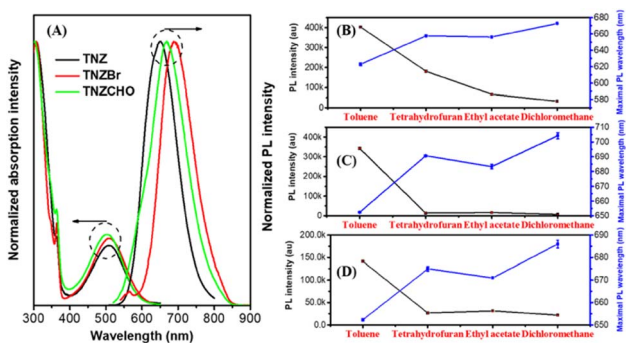 (A)
TNZ
TNZBr
TNZCHO
Normalized absorption intensity
Normalized PL intensity
300 400 500 600 700 800 900
Wavelength (nm)
(B)
PL intensity (au)
400k
300k
200k
100k
0
Maximal PL wavelength (nm)
680
660
640
620
600
580
Toluene Tetrahydrofuran Ethyl acetate Dichloromethane
(C)
PL intensity (au)
400k
300k
200k
100k
0
Maximal PL wavelength (nm)
710
700
690
680
670
660
650
Toluene Tetrahydrofuran Ethyl acetate Dichloromethane
(D)
PL intensity (au)
200.0k
150.0k
100.0k
50.0k
0.0
Maximal PL wavelength (nm)
690
680
670
660
650
Toluene Tetrahydrofuran Ethyl acetate Dichloromethane